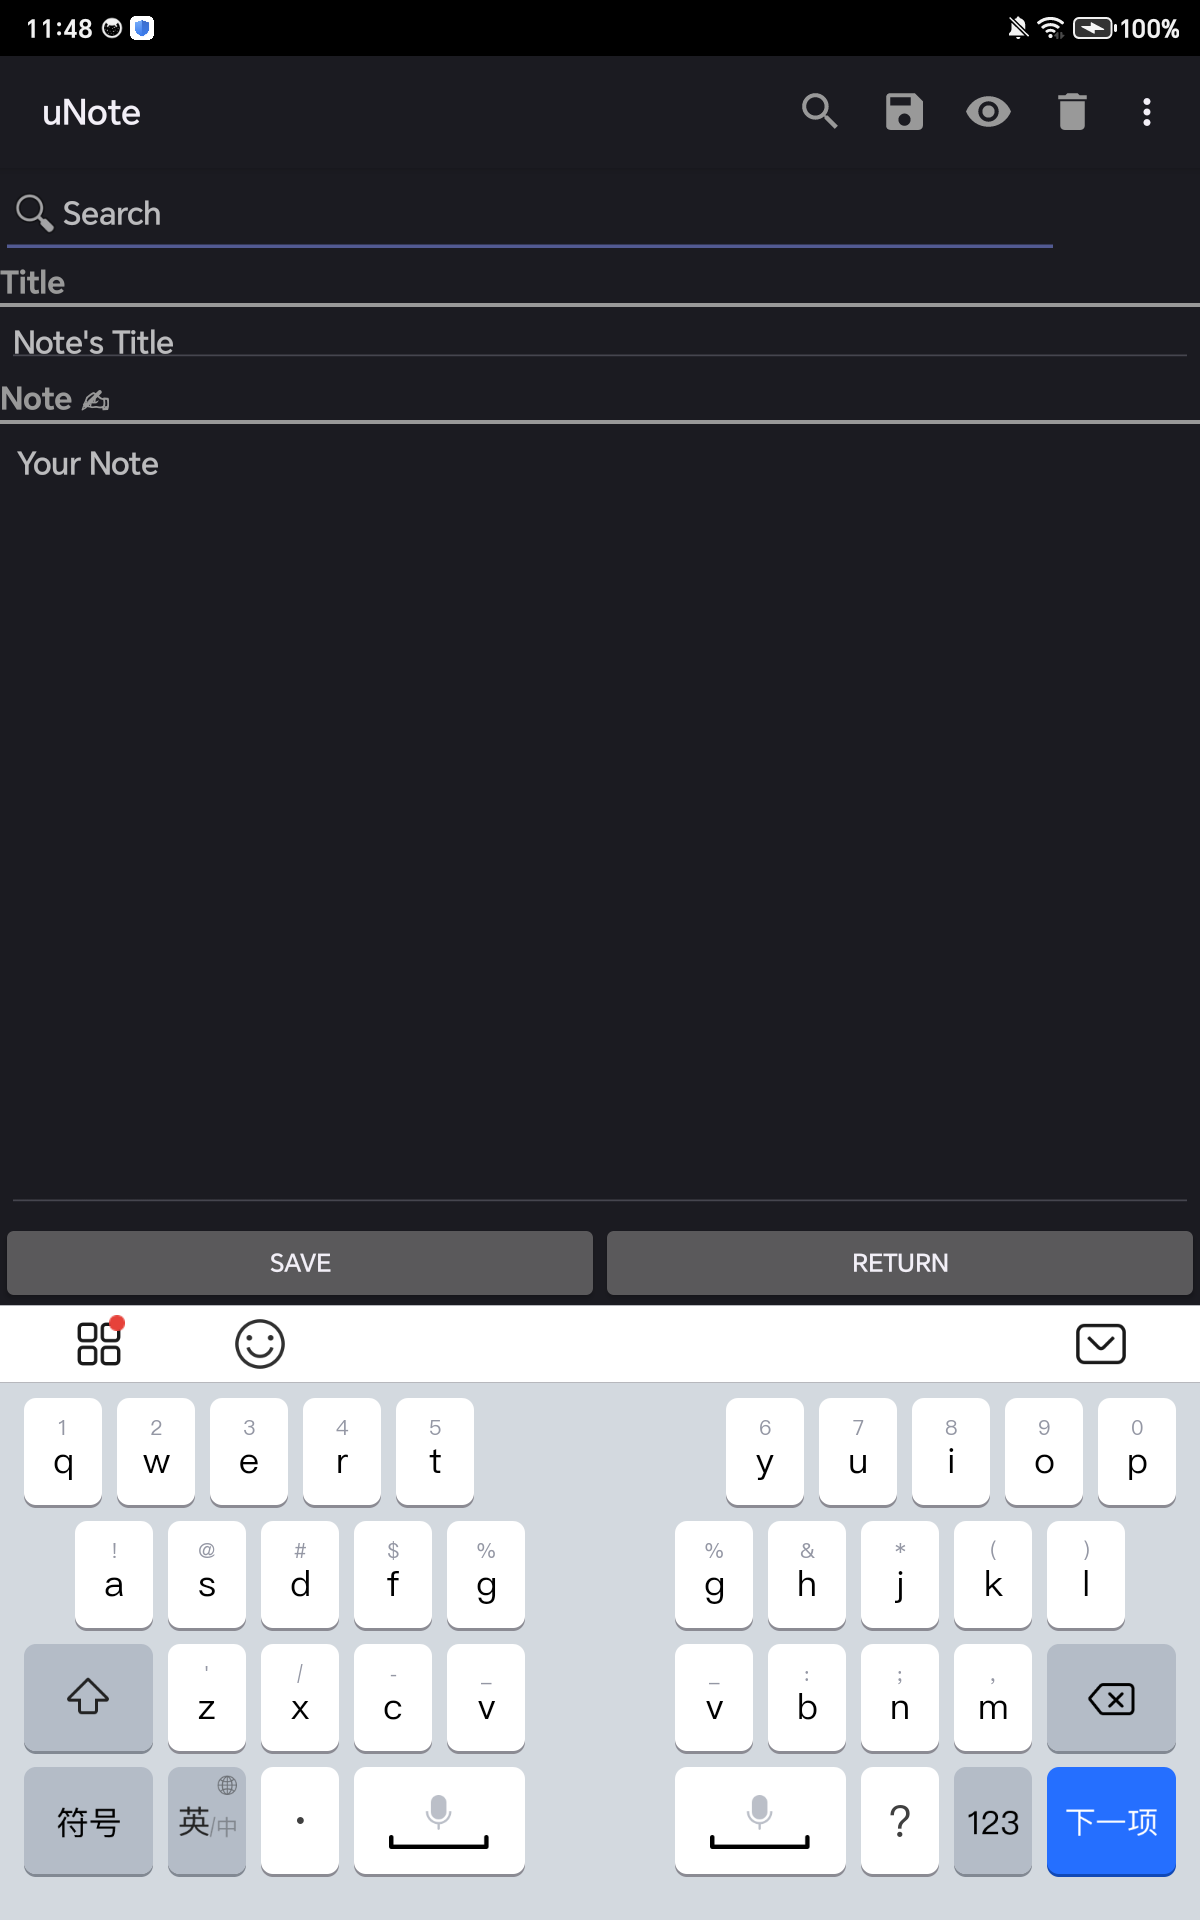 11:48 100%
uNote
Search
Title
Note's Title
Note ✍
Your Note
SAVE RETURN
1 2 3 4 5 6 7 8 9 0
q w e r t y u i o p
! @ # $ % % & * ( )
a s d f g g h j k l
' / - _ _ : ; ,
z x c v v b n m
符号 英/中 · ? 123 下一项